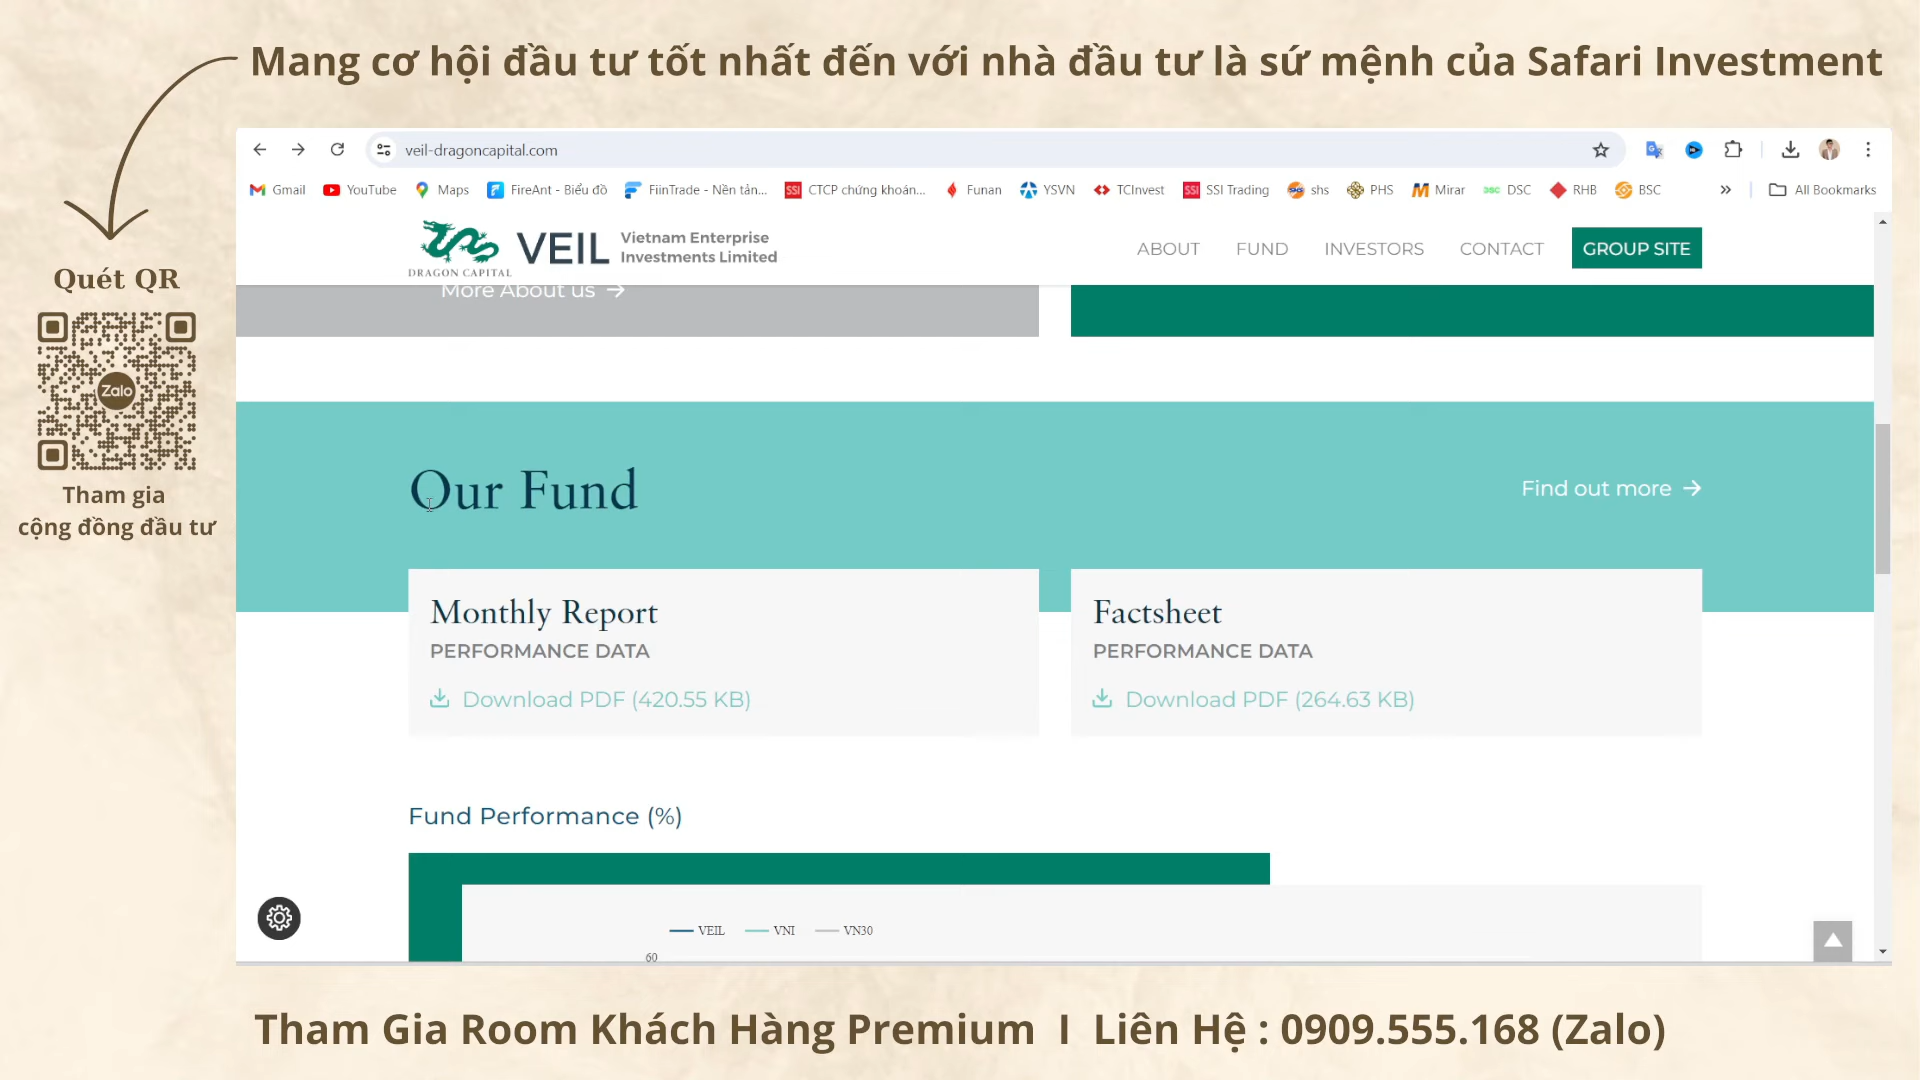 Mang cơ hội đầu tư tốt nhất đến với nhà đầu tư là sứ mệnh của Safari Investment
Quét QR
Zalo
Tham gia
cộng đồng đầu tư
veil-dragoncapital.com
Gmail YouTube Maps FireAnt - Biểu đồ FiinTrade - Nền tản... SSI CTCP chứng khoán... Funan YSVN TCInvest SSI SSI Trading shs PHS Mirar DSC DSC RHB BSC » All Bookmarks
DRAGON CAPITAL
VEIL
Vietnam Enterprise
Investments Limited
ABOUT FUND INVESTORS CONTACT GROUP SITE
More About us →
Our Fund
Find out more →
Monthly Report
PERFORMANCE DATA
Download PDF (420.55 KB)
Factsheet
PERFORMANCE DATA
Download PDF (264.63 KB)
Fund Performance (%)
VEIL VNI VN30
60
Tham Gia Room Khách Hàng Premium I Liên Hệ : 0909.555.168 (Zalo)